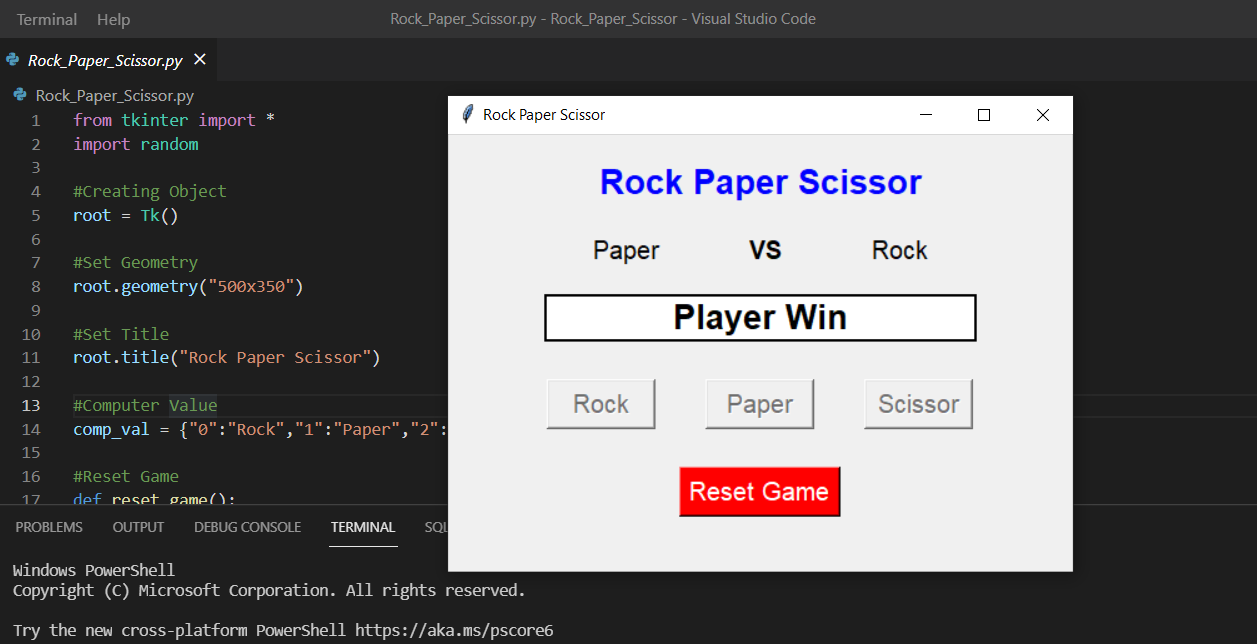 Terminal Help Rock_Paper_Scissor.py - Rock_Paper_Scissor - Visual Studio Code
Rock_Paper_Scissor.py
Rock_Paper_Scissor.py
1 from tkinter import *
2 import random
3
4 #Creating Object
5 root = Tk()
6
7 #Set Geometry
8 root.geometry("500x350")
9
10 #Set Title
11 root.title("Rock Paper Scissor")
12
13 #Computer Value
14 comp_val = {"0":"Rock","1":"Paper","2":
15
16 #Reset Game
17 def reset_game():
Rock Paper Scissor
Rock Paper Scissor
Paper VS Rock
Player Win
Rock Paper Scissor
Reset Game
PROBLEMS OUTPUT DEBUG CONSOLE TERMINAL SQL
Windows PowerShell
Copyright (C) Microsoft Corporation. All rights reserved.
Try the new cross-platform PowerShell https://aka.ms/pscore6